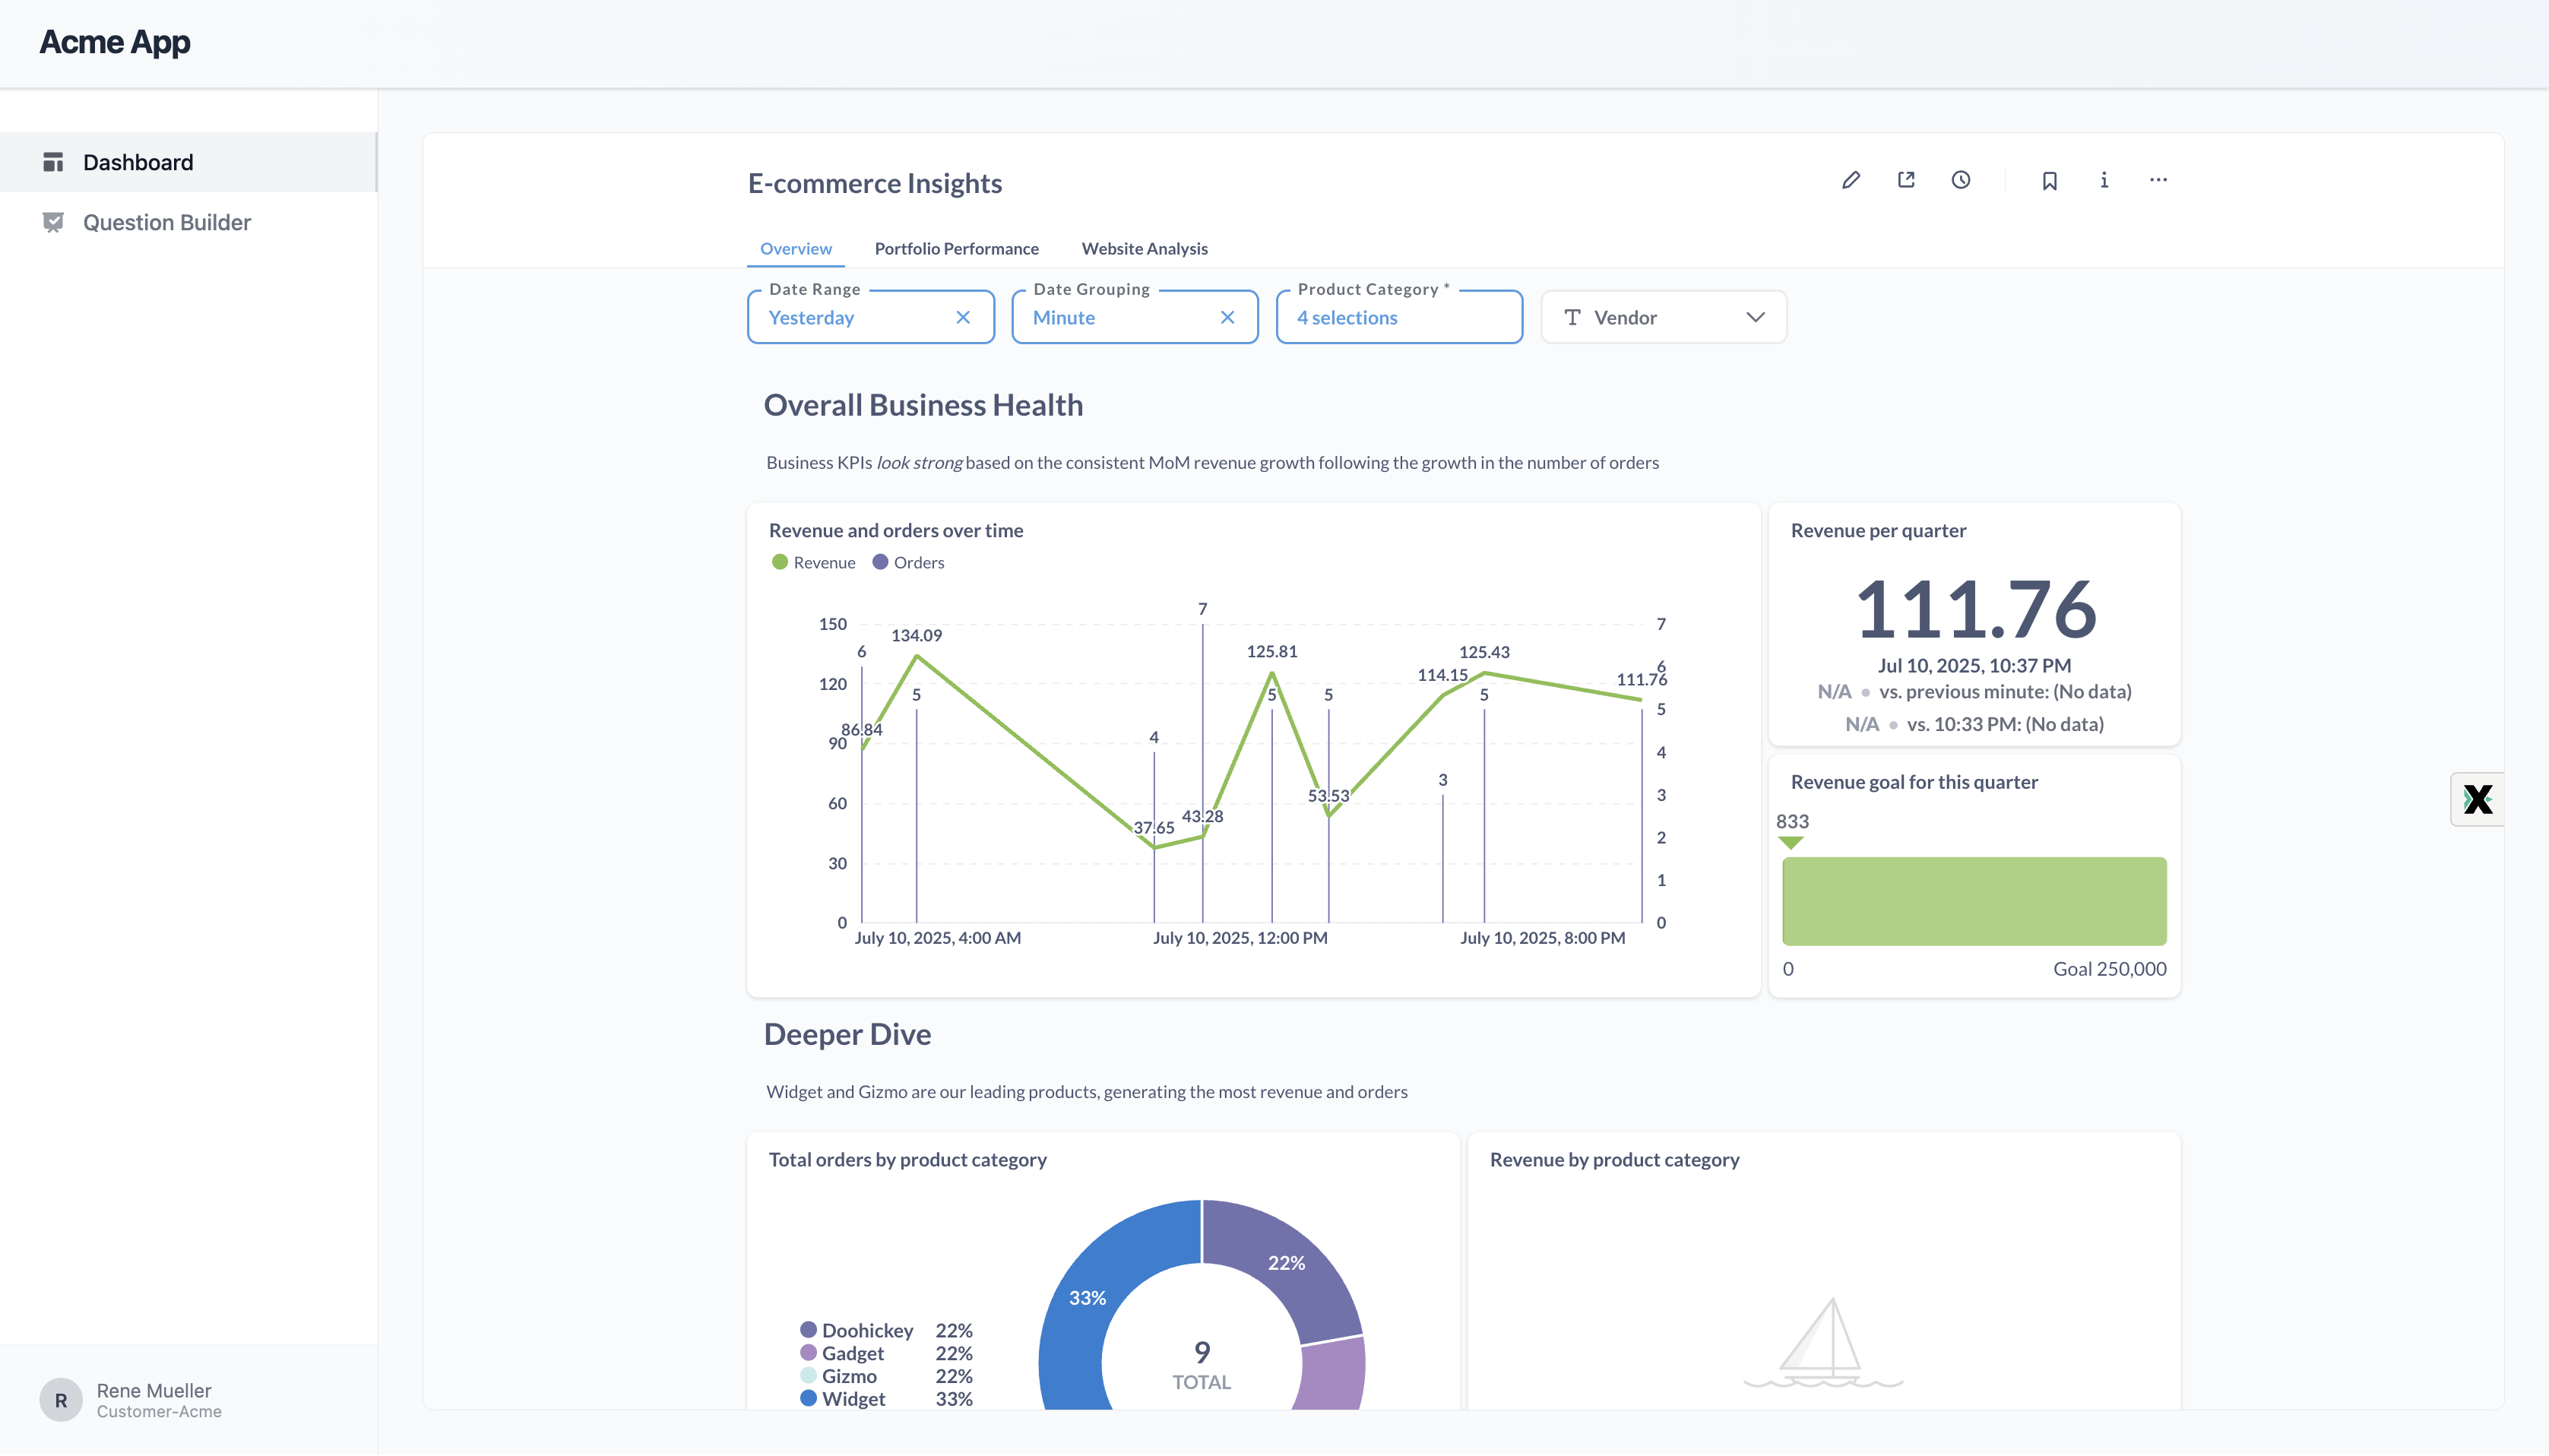 Acme App
Dashboard
Question Builder
E-commerce Insights
Overview Portfolio Performance Website Analysis
Date Range Date Grouping Product Category *
Yesterday Minute 4 selections Vendor
Overall Business Health
Business KPIs look strong based on the consistent MoM revenue growth following the growth in the number of orders
Revenue and orders over time
Revenue Orders
150
120
90
60
30
0
7
6
5
4
3
2
1
0
6
134.09
5
86.84
4
37.65
7
43.28
125.81
5
5
53.53
114.15
3
125.43
5
111.76
July 10, 2025, 4:00 AM July 10, 2025, 12:00 PM July 10, 2025, 8:00 PM
Revenue per quarter
111.76
Jul 10, 2025, 10:37 PM
N/A • vs. previous minute: (No data)
N/A • vs. 10:33 PM: (No data)
Revenue goal for this quarter
833
0 Goal 250,000
Deeper Dive
Widget and Gizmo are our leading products, generating the most revenue and orders
Total orders by product category
22%
33%
Doohickey 22%
Gadget 22%
Gizmo 22%
Widget 33%
9
TOTAL
Revenue by product category
R
Rene Mueller
Customer-Acme